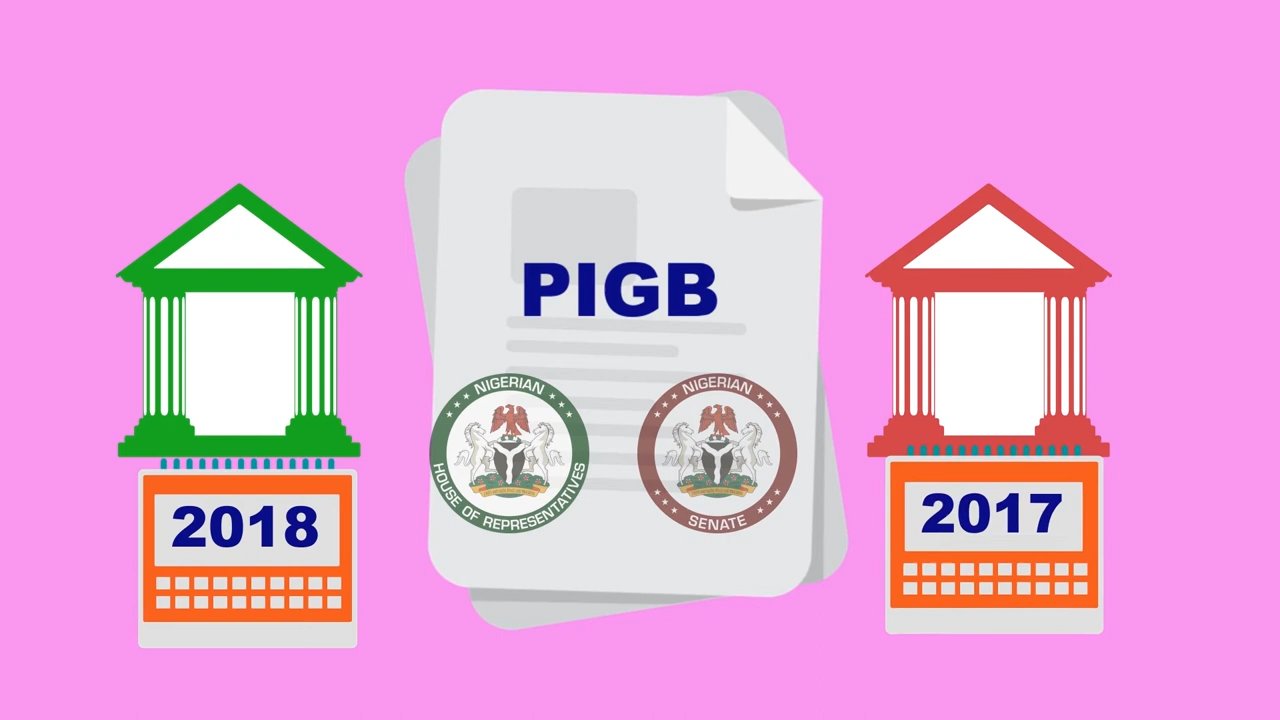 PIGB
NIGERIAN
HOUSE OF REPRESENTATIVES
NIGERIAN
SENATE
2018
2017